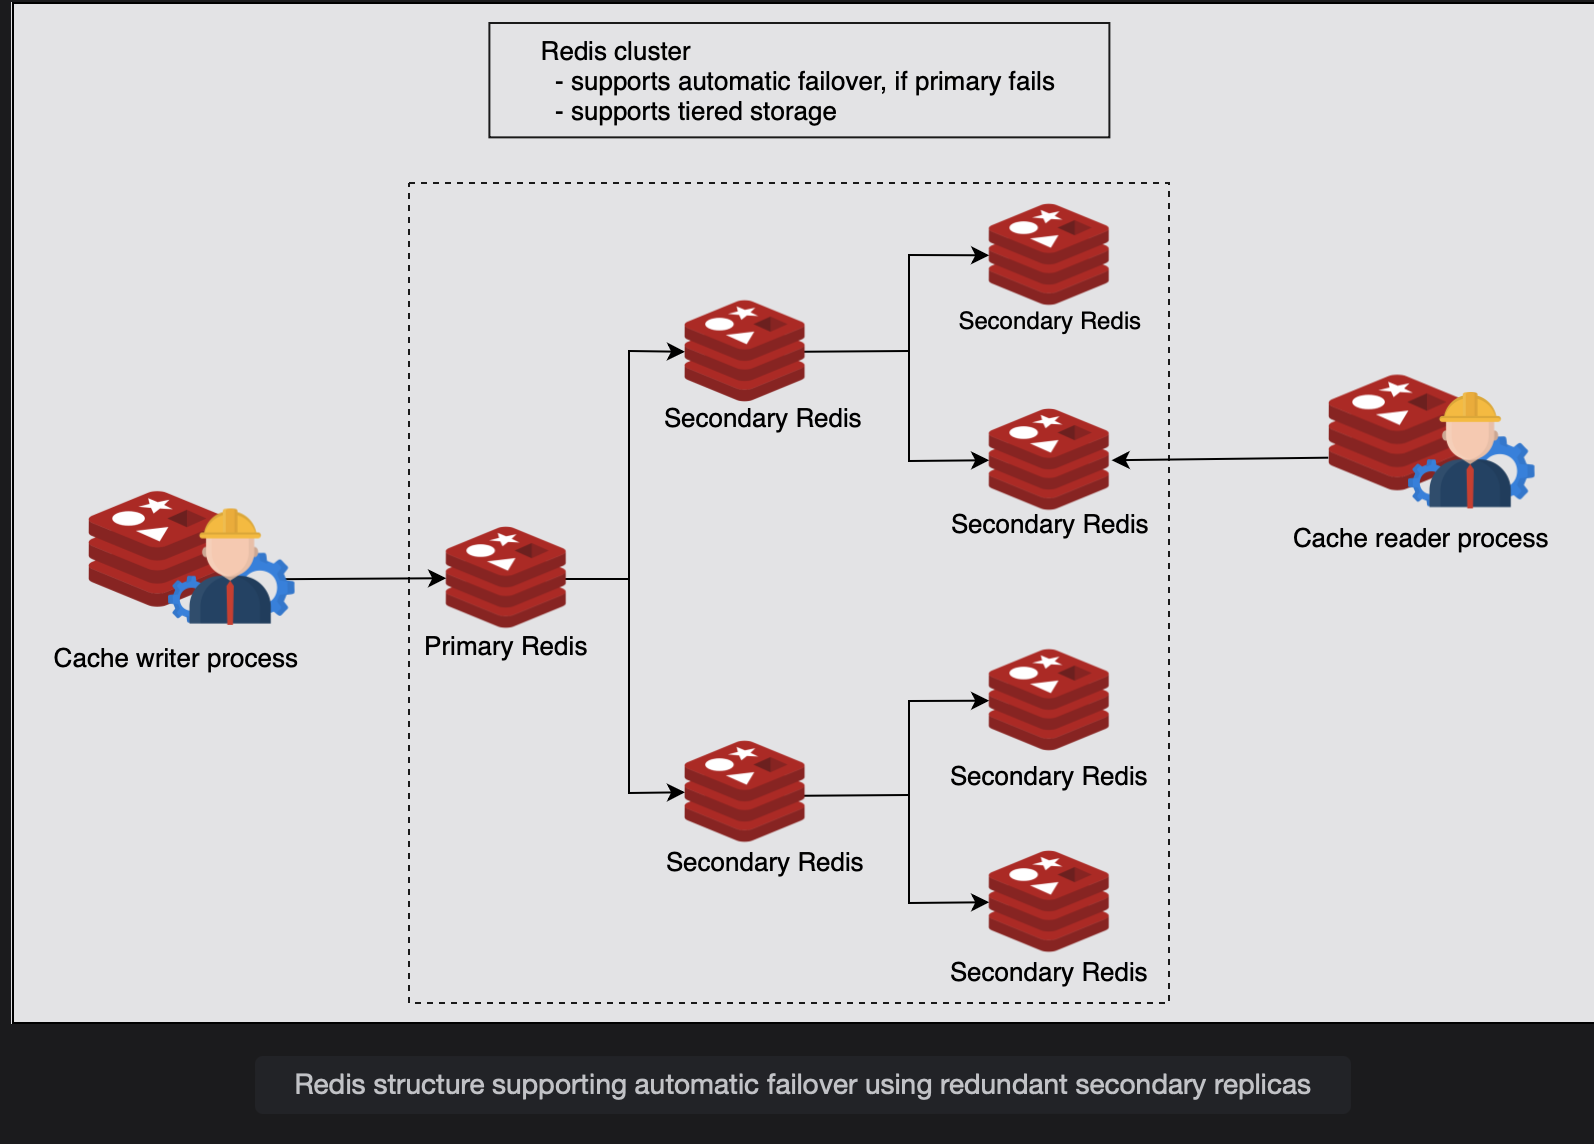 Redis cluster
- supports automatic failover, if primary fails
- supports tiered storage
Secondary Redis
Secondary Redis
Secondary Redis
Cache reader process
Cache writer process
Primary Redis
Secondary Redis
Secondary Redis
Secondary Redis
Redis structure supporting automatic failover using redundant secondary replicas